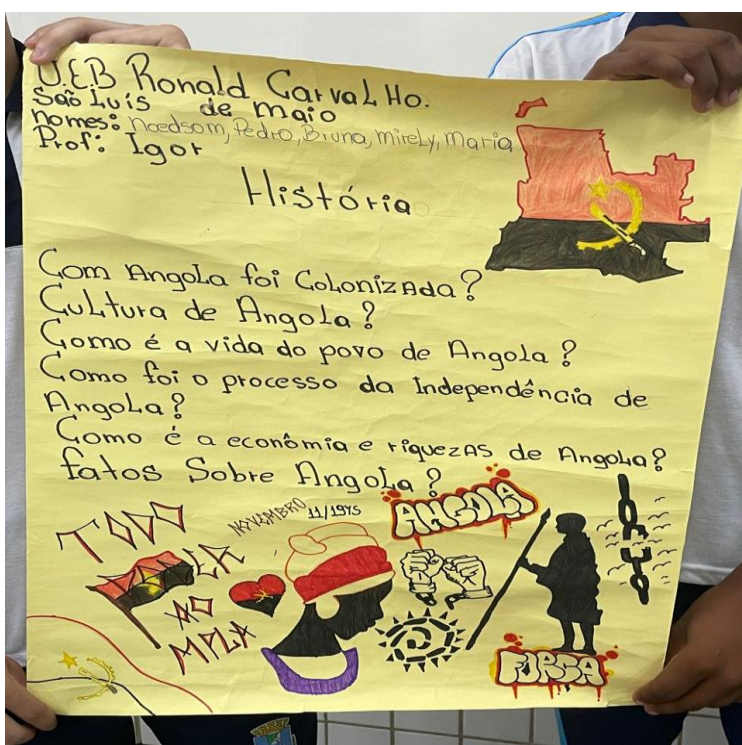 U.E.B Ronald CarvaLHo.
São Luís de maio
nomes: Noedsom, Pedro, Bruna, mirely, maria
Prof: Igor
História
Com Angola foi Colonizada?
Cultura de Angola?
Como é a vida do povo de Angola?
Como foi o processo da Independência de
Angola?
Como é a econômia e riquezas de Angola?
fatos Sobre Angola?
TODO
PODER
AO
MPLA
NOVEMBRO 11/1975
ANGOLA
FORÇA